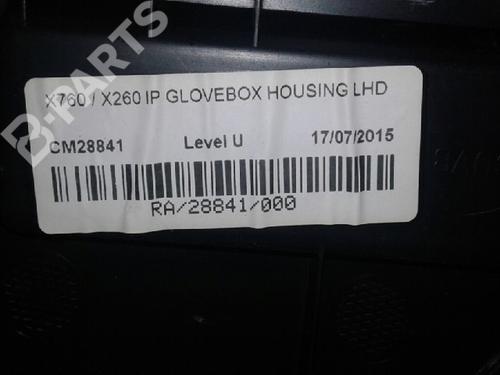 X760 / X260 IP GLOVEBOX HOUSING LHD
CM28841 Level U 17/07/2015
RA/28841/000
B-PARTS